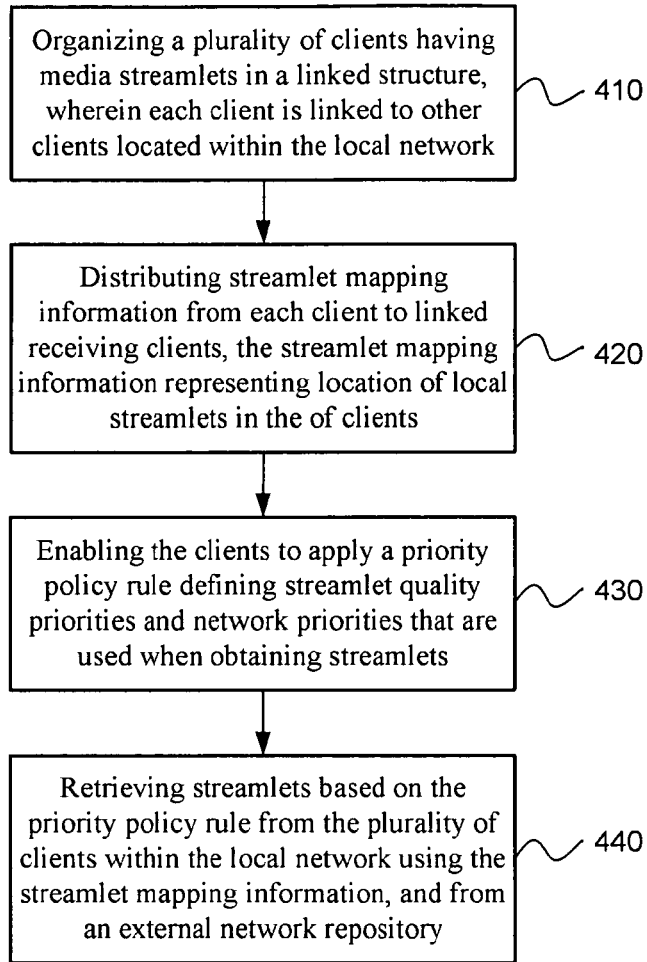 Organizing a plurality of clients having
media streamlets in a linked structure,
wherein each client is linked to other
clients located within the local network
410
Distributing streamlet mapping
information from each client to linked
receiving clients, the streamlet mapping
information representing location of local
streamlets in the of clients
420
Enabling the clients to apply a priority
policy rule defining streamlet quality
priorities and network priorities that are
used when obtaining streamlets
430
Retrieving streamlets based on the
priority policy rule from the plurality of
clients within the local network using the
streamlet mapping information, and from
an external network repository
440